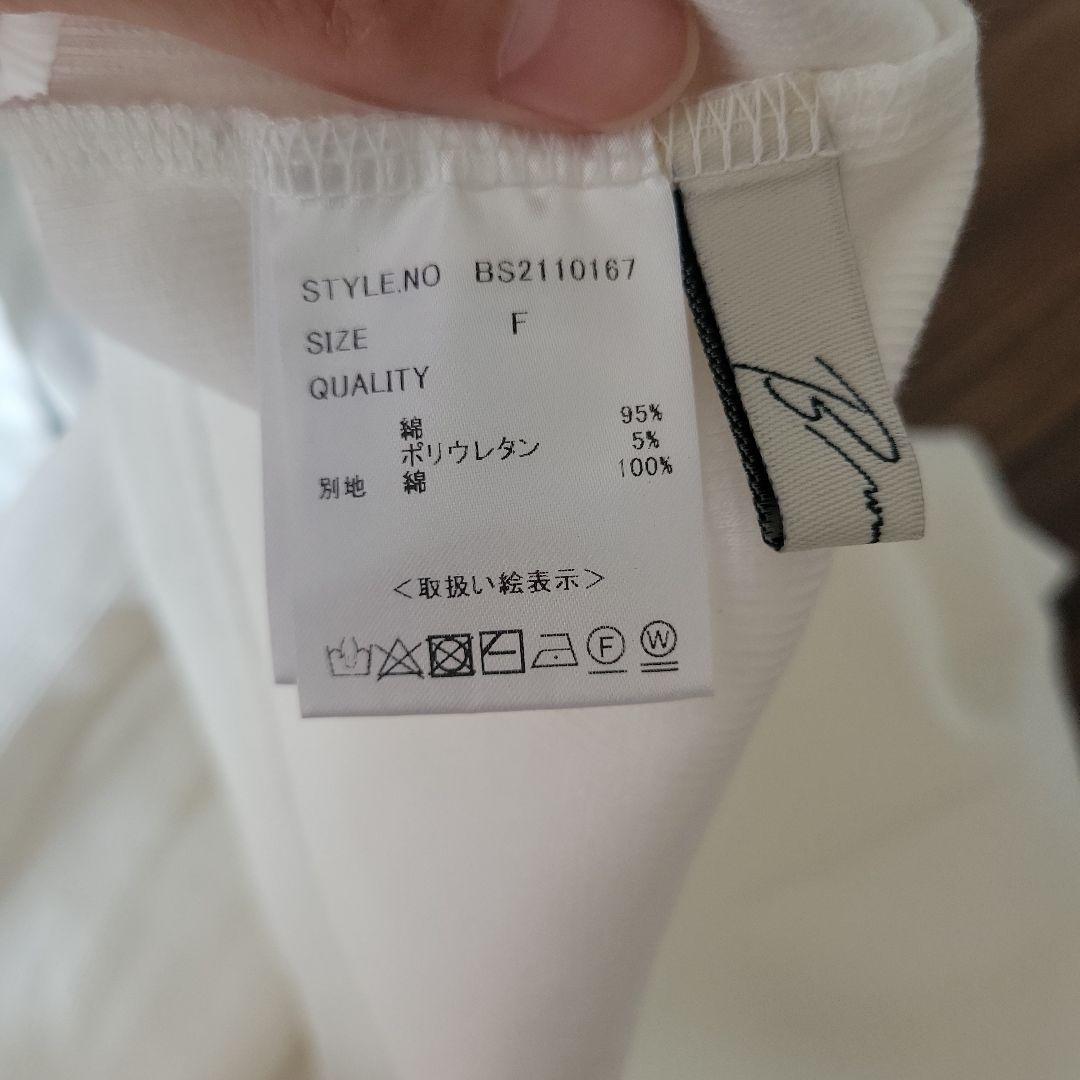 STYLE.NO BS2110167
SIZE F
QUALITY
綿 95%
ポリウレタン 5%
別地 綿 100%
<取扱い絵表示>
F W